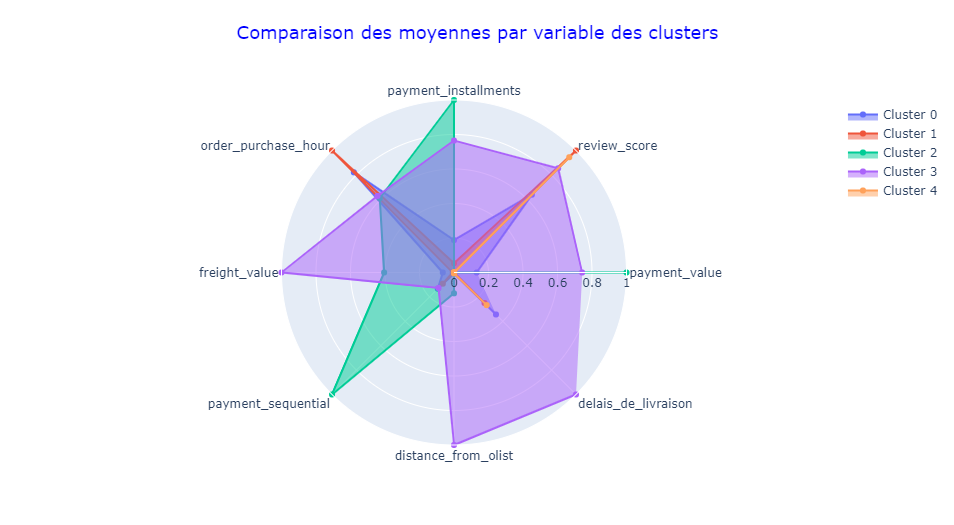 Comparaison des moyennes par variable des clusters
payment_installments
order_purchase_hour
review_score
freight_value
payment_value
0 0.2 0.4 0.6 0.8 1
payment_sequential
delais_de_livraison
distance_from_olist
Cluster 0
Cluster 1
Cluster 2
Cluster 3
Cluster 4